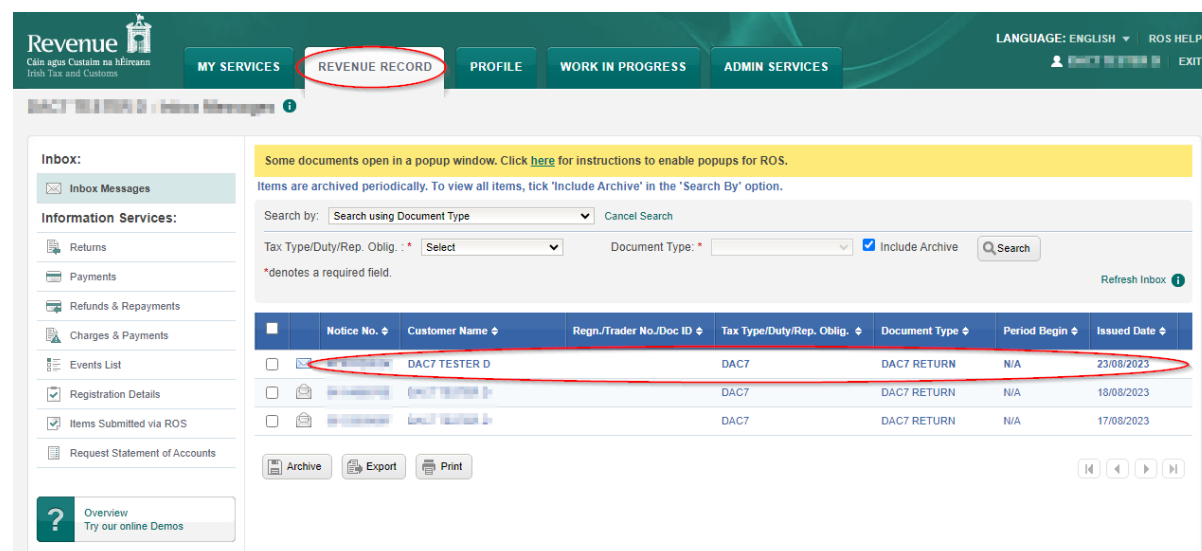 Revenue
Cáin agus Custaim na hÉireann
Irish Tax and Customs
MY SERVICES
REVENUE RECORD
PROFILE
WORK IN PROGRESS
ADMIN SERVICES
LANGUAGE: ENGLISH
ROS HELP
EXIT
Inbox Messages
Inbox:
Inbox Messages
Information Services:
Returns
Payments
Refunds & Repayments
Charges & Payments
Events List
Registration Details
Items Submitted via ROS
Request Statement of Accounts
?
Overview
Try our online Demos
Some documents open in a popup window. Click here for instructions to enable popups for ROS.
Items are archived periodically. To view all items, tick 'Include Archive' in the 'Search By' option.
Search by: Search using Document Type Cancel Search
Tax Type/Duty/Rep. Oblig. : * Select Document Type: * Include Archive Search
*denotes a required field.
Refresh Inbox
Notice No. Customer Name Regn./Trader No./Doc ID Tax Type/Duty/Rep. Oblig. Document Type Period Begin Issued Date
DAC7 TESTER D DAC7 DAC7 RETURN N/A 23/08/2023
DAC7 DAC7 RETURN N/A 18/08/2023
DAC7 DAC7 RETURN N/A 17/08/2023
Archive Export Print